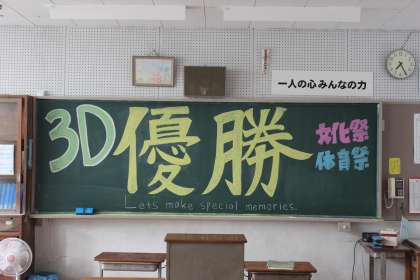 一人の心みんなの力
3D優勝
文化祭
体育祭
Lets make special memories.